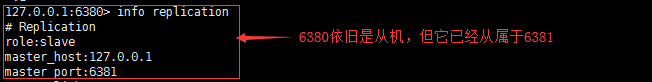 127.0.0.1:6380> info replication
# Replication
role:slave
master_host:127.0.0.1
master_port:6381
6380依旧是从机，但它已经从属于6381